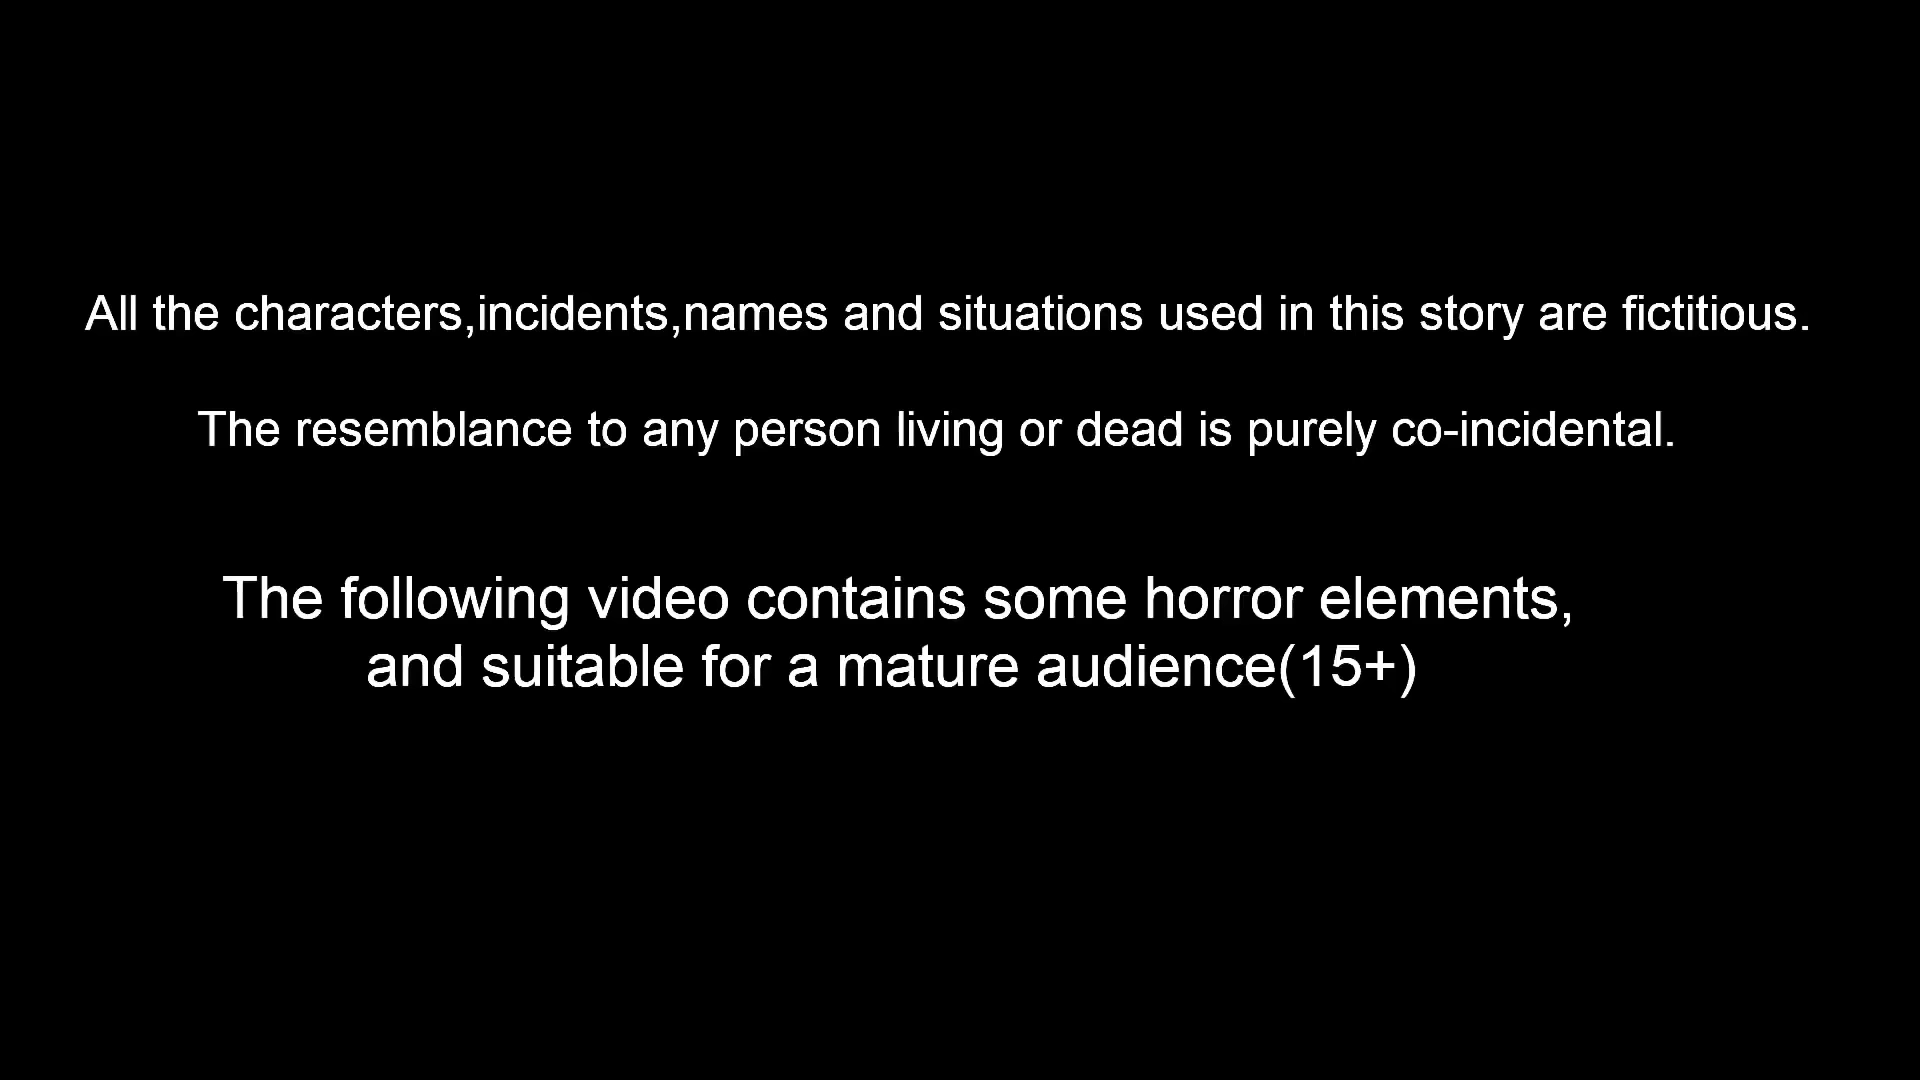 All the characters,incidents,names and situations used in this story are fictitious.
The resemblance to any person living or dead is purely co-incidental.
The following video contains some horror elements,
and suitable for a mature audience(15+)